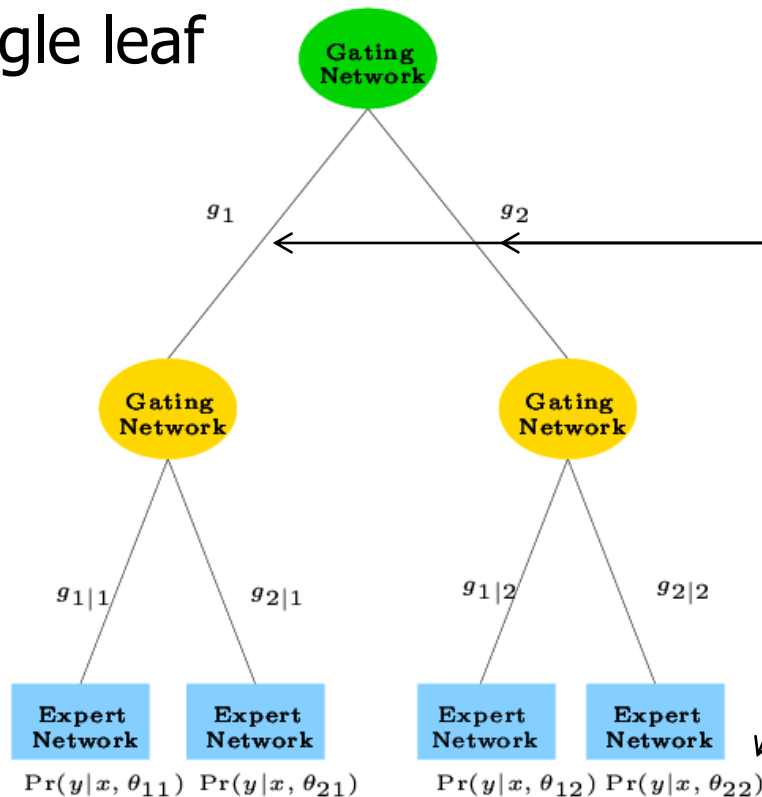 gle leaf
Gating
Network
g1
g2
Gating
Network
Gating
Network
g1|1
g2|1
g1|2
g2|2
Expert
Network
Expert
Network
Expert
Network
Expert
Network
Pr(y|x, θ11)
Pr(y|x, θ21)
Pr(y|x, θ12)
Pr(y|x, θ22)